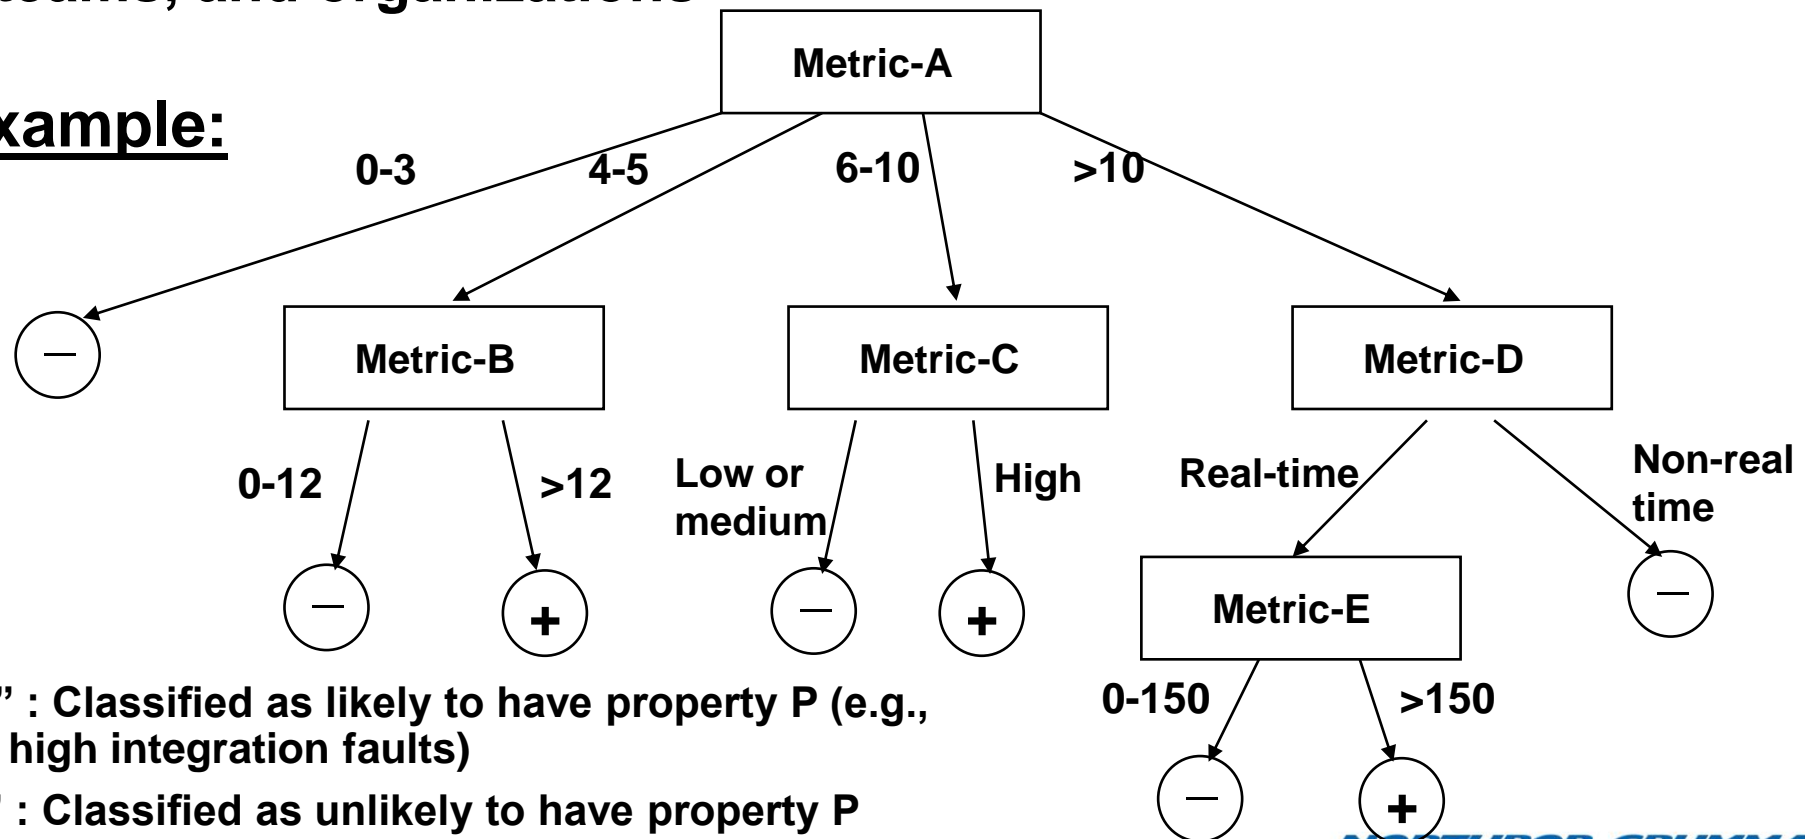 and organizations
Metric-A
0-3
4-5
6-10
>10
–
Metric-B
Metric-C
Metric-D
0-12
>12
Low or
medium
High
Real-time
Non-real
time
–
+
–
+
Metric-E
–
” : Classified as likely to have property P (e.g.,
high integration faults)
0-150
>150
: Classified as unlikely to have property P
–
+